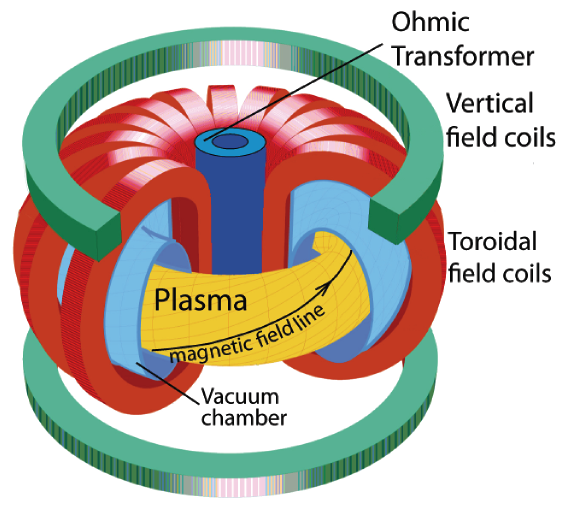 Ohmic
Transformer
Vertical
field coils
Toroidal
field coils
Plasma
magnetic field line
Vacuum
chamber